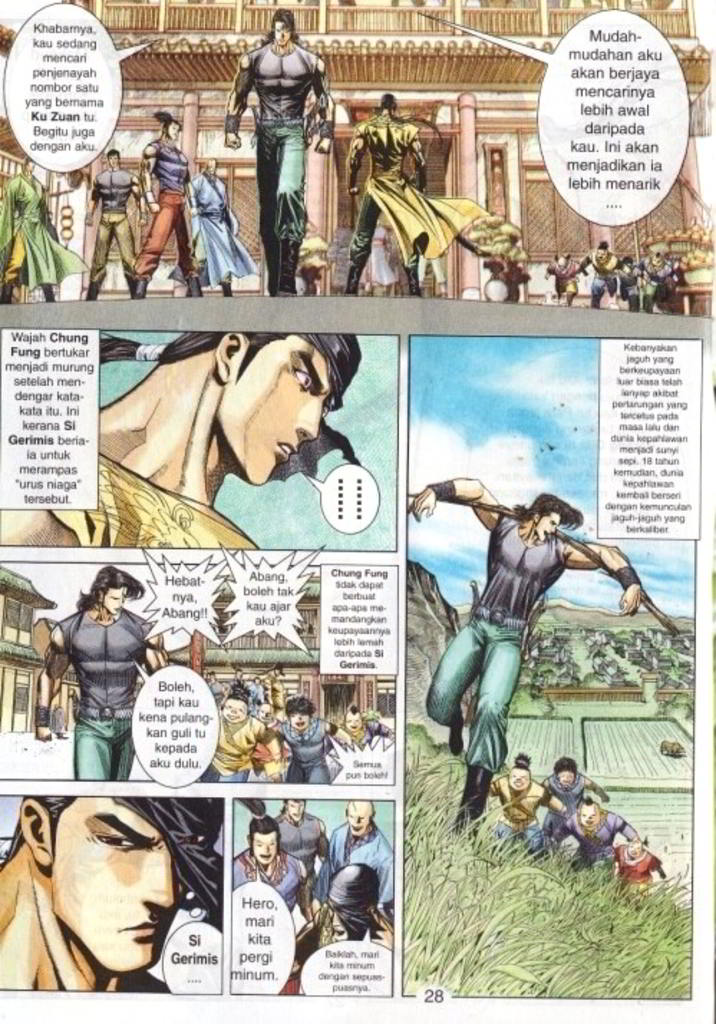 Khabarnya,
kau sedang
mencari
penjenayah
nombor satu
yang bernama
Ku Zuan tu.
Begitu juga
dengan aku.
Mudah-
mudahan aku
akan berjaya
mencarinya
lebih awal
daripada
kau. Ini akan
menjadikan ia
lebih menarik
....
Wajah Chung
Fung bertukar
menjadi murung
setelah men-
dengar kata-
kata itu. Ini
kerana Si
Gerimis beria-
ia untuk
merampas
"urus niaga"
tersebut.
Kebanyakan
jaguh yang
berkeupayaan
luar biasa telah
lenyap akibat
pertarungan yang
tercetus pada
masa lalu dan
dunia kepahlawan
menjadi sunyi
sepi. 18 tahun
kemudian, dunia
kepahlawan
kembali berseri
dengan kemunculan
jaguh-jaguh yang
berkaliber.
Hebat-
nya,
Abang!!
Abang,
boleh tak
kau ajar
aku?
Chung Fung
tidak dapat
berbuat
apa-apa me-
mandangkan
keupayaannya
lebih lemah
daripada Si
Gerimis.
Boleh,
tapi kau
kena pulang-
kan guli tu
kepada
aku dulu.
Semua
pun boleh!
Si
Gerimis
....
Hero,
mari
kita
pergi
minum.
Baiklah, mari
kita minum
dengan sepuas-
puasnya.
28